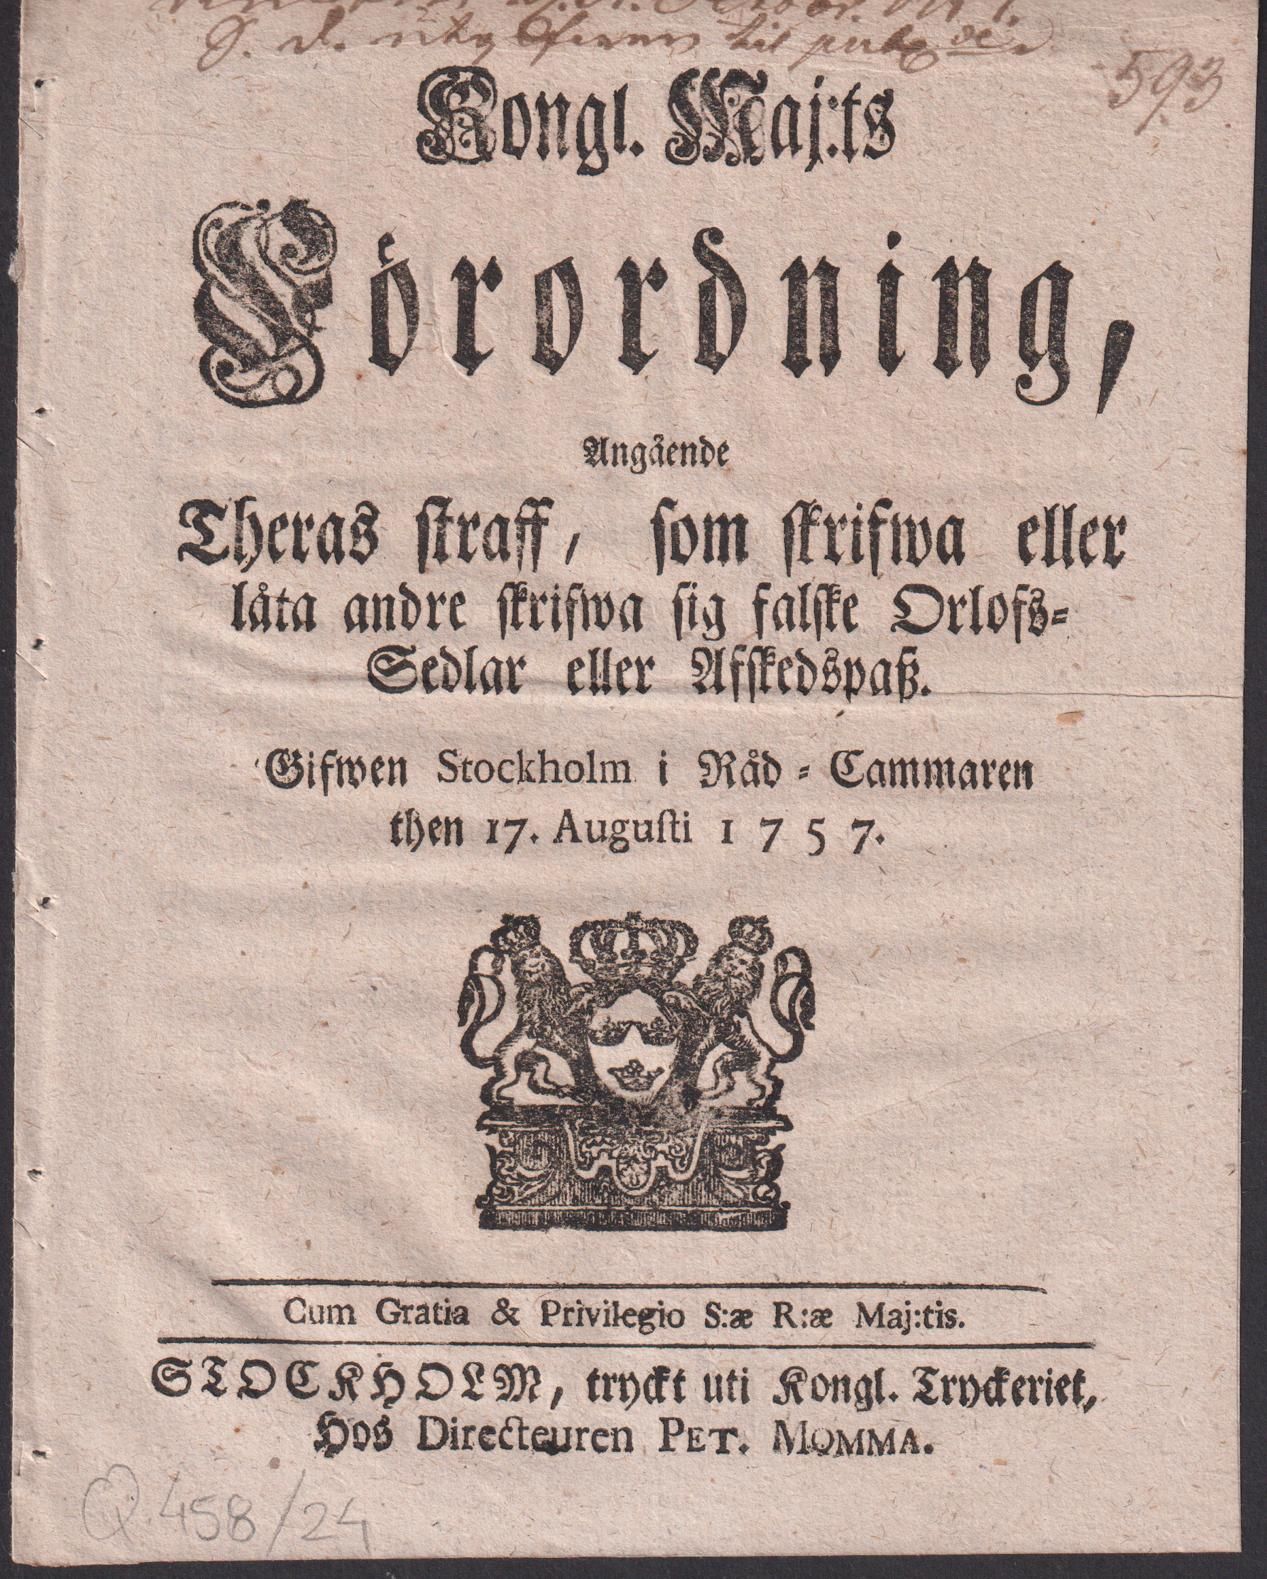 593
Kongl. Maj:ts
Förordning,
Angående
Theras straff, som skrifwa eller
låta andre skrifwa sig falske Orlofs-
Sedlar eller Afskedspaß.
Gifwen Stockholm i Råd-Cammaren
then 17. Augusti 1757.
Cum Gratia & Privilegio S:æ R:æ Maj:tis.
STOCKHOLM, tryckt uti Kongl. Tryckeriet,
Hos Directeuren PET. MOMMA.
Q.458/24